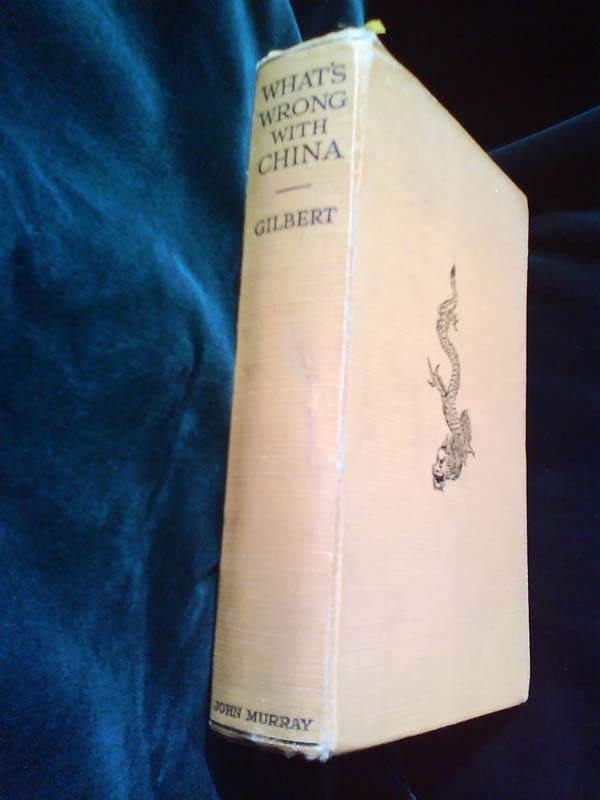 WHAT'S
WRONG
WITH
CHINA
GILBERT
JOHN MURRAY